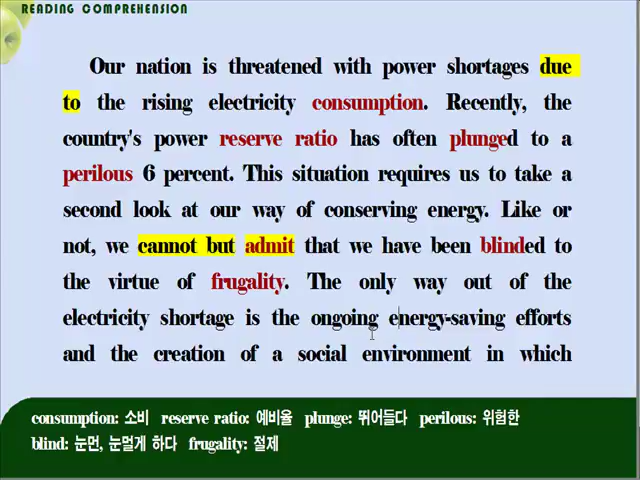 READING COMPREHENSION
Our nation is threatened with power shortages due
to the rising electricity consumption. Recently, the
country's power reserve ratio has often plunged to a
perilous 6 percent. This situation requires us to take a
second look at our way of conserving energy. Like or
not, we cannot but admit that we have been blinded to
the virtue of frugality. The only way out of the
electricity shortage is the ongoing energy-saving efforts
and the creation of a social environment in which
consumption: 소비 reserve ratio: 예비율 plunge: 뛰어들다 perilous: 위험한
blind: 눈먼, 눈멀게 하다 frugality: 절제